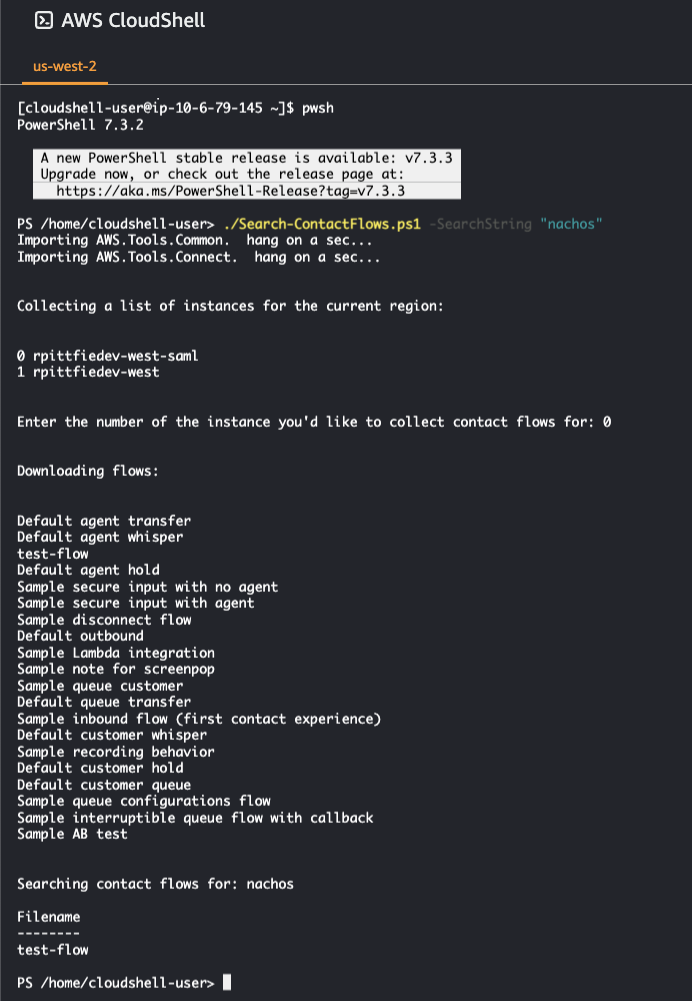 AWS CloudShell
us-west-2
[cloudshell-user@ip-10-6-79-145 ~]$ pwsh
PowerShell 7.3.2
A new PowerShell stable release is available: v7.3.3
Upgrade now, or check out the release page at:
https://aka.ms/PowerShell-Release?tag=v7.3.3
PS /home/cloudshell-user> ./Search-ContactFlows.ps1 -SearchString "nachos"
Importing AWS.Tools.Common.  hang on a sec...
Importing AWS.Tools.Connect.  hang on a sec...
Collecting a list of instances for the current region:
0 rpittfiedev-west-saml
1 rpittfiedev-west
Enter the number of the instance you'd like to collect contact flows for: 0
Downloading flows:
Default agent transfer
Default agent whisper
test-flow
Default agent hold
Sample secure input with no agent
Sample secure input with agent
Sample disconnect flow
Default outbound
Sample Lambda integration
Sample note for screenpop
Sample queue customer
Default queue transfer
Sample inbound flow (first contact experience)
Default customer whisper
Sample recording behavior
Default customer hold
Default customer queue
Sample queue configurations flow
Sample interruptible queue flow with callback
Sample AB test
Searching contact flows for: nachos
Filename
--------
test-flow
PS /home/cloudshell-user>